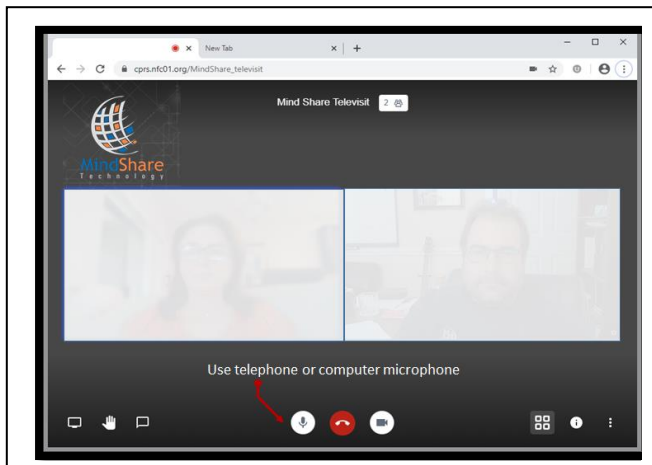 New Tab
cprs.nfc01.org/MindShare_televisit
Mind Share Televisit 2
MindShare
Technology
Use telephone or computer microphone